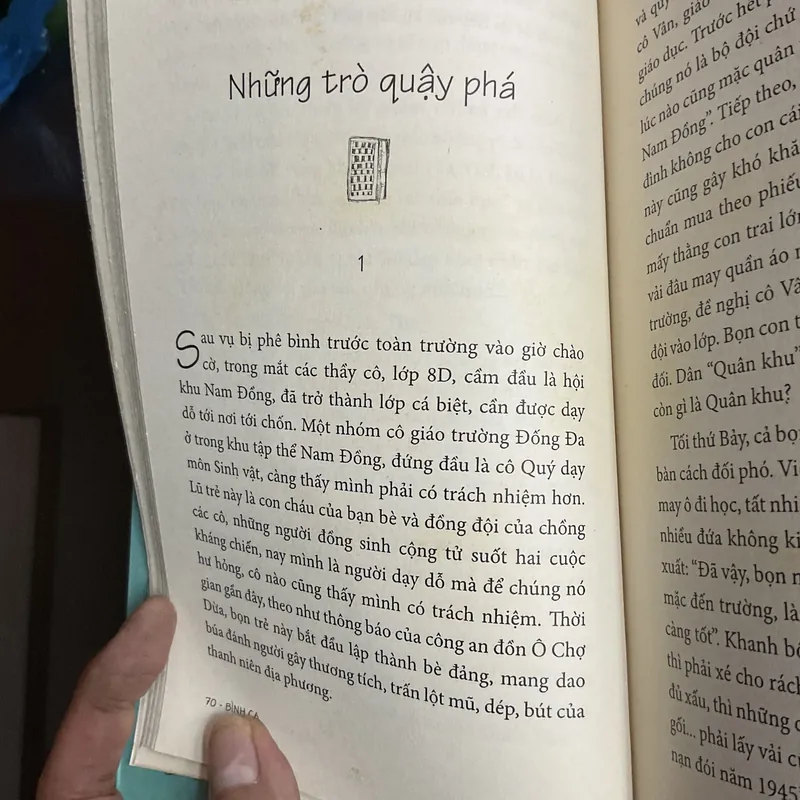 Những trò quậy phá
1
Sau vụ bị phê bình trước toàn trường vào giờ chào
cờ, trong mắt các thầy cô, lớp 8D, cầm đầu là hội
khu Nam Đồng, đã trở thành lớp cá biệt, cần được dạy
dỗ tới nơi tới chốn. Một nhóm cô giáo trường Đống Đa
ở trong khu tập thể Nam Đồng, đứng đầu là cô Quý dạy
môn Sinh vật, càng thấy mình phải có trách nhiệm hơn.
Lũ trẻ này là con cháu của bạn bè và đồng đội của chồng
các cô, những người đồng sinh cộng tử suốt hai cuộc
kháng chiến, nay mình là người dạy dỗ mà để chúng nó
hư hỏng, cô nào cũng thấy mình có trách nhiệm. Thời
gian gần đây, theo như thông báo của công an đồn Ô Chợ
Dừa, bọn trẻ này bắt đầu lập thành bè đảng, mang dao
búa đánh người gây thương tích, trấn lột mũ, dép, bút của
thanh niên địa phương.
70 - BÌNH CA
và quý
cô Vân, giáo
giáo dục. Trước hết
chúng nó là bộ đội chứ
lúc nào cũng mặc quân
Nam Đồng". Tiếp theo,
đình không cho con cái
này cũng gây khó khă
chuẩn mua theo phiếu
mấy thằng con trai lớn
vải đâu may quần áo
trường, đề nghị cô Vâ
đội vào lớp. Bọn con t
đối. Dân "Quân khu"
còn gì là Quân khu?
Tối thứ Bảy, cả bọ
bàn cách đối phó. Vi
may ô đi học, tất nhi
nhiều đứa không ki
xuất: "Đã vậy, bọn
mặc đến trường, là
càng tốt". Khanh bố
thì phải xé cho rách
đủ xấu, thì những
gối... phải lấy vải
nạn đói năm 1945